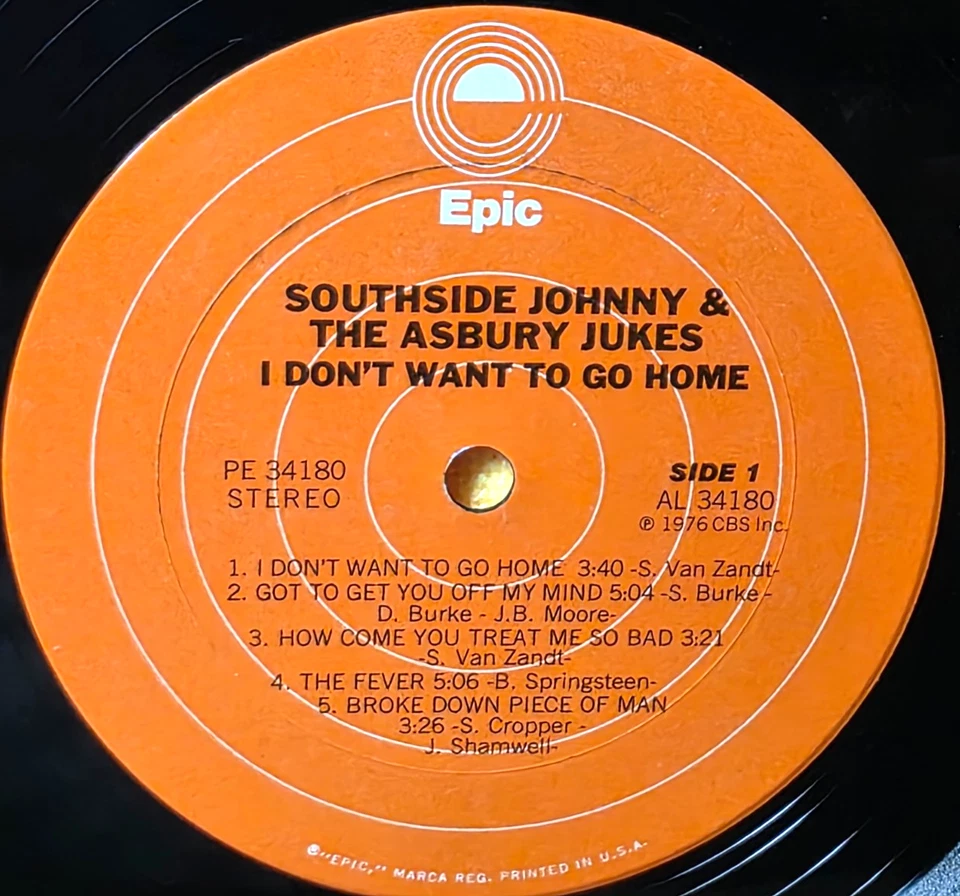 Epic
SOUTHSIDE JOHNNY &
THE ASBURY JUKES
I DON'T WANT TO GO HOME
PE 34180
STEREO
SIDE 1
AL 34180
℗ 1976 CBS Inc.
1. I DON'T WANT TO GO HOME 3:40 -S. Van Zandt-
2. GOT TO GET YOU OFF MY MIND 5:04 -S. Burke -
D. Burke - J.B. Moore-
3. HOW COME YOU TREAT ME SO BAD 3:21
-S. Van Zandt-
4. THE FEVER 5:06 -B. Springsteen-
5. BROKE DOWN PIECE OF MAN
3:26 -S. Cropper -
J. Shamwell-
®"EPIC," MARCA REG. PRINTED IN U.S.A.